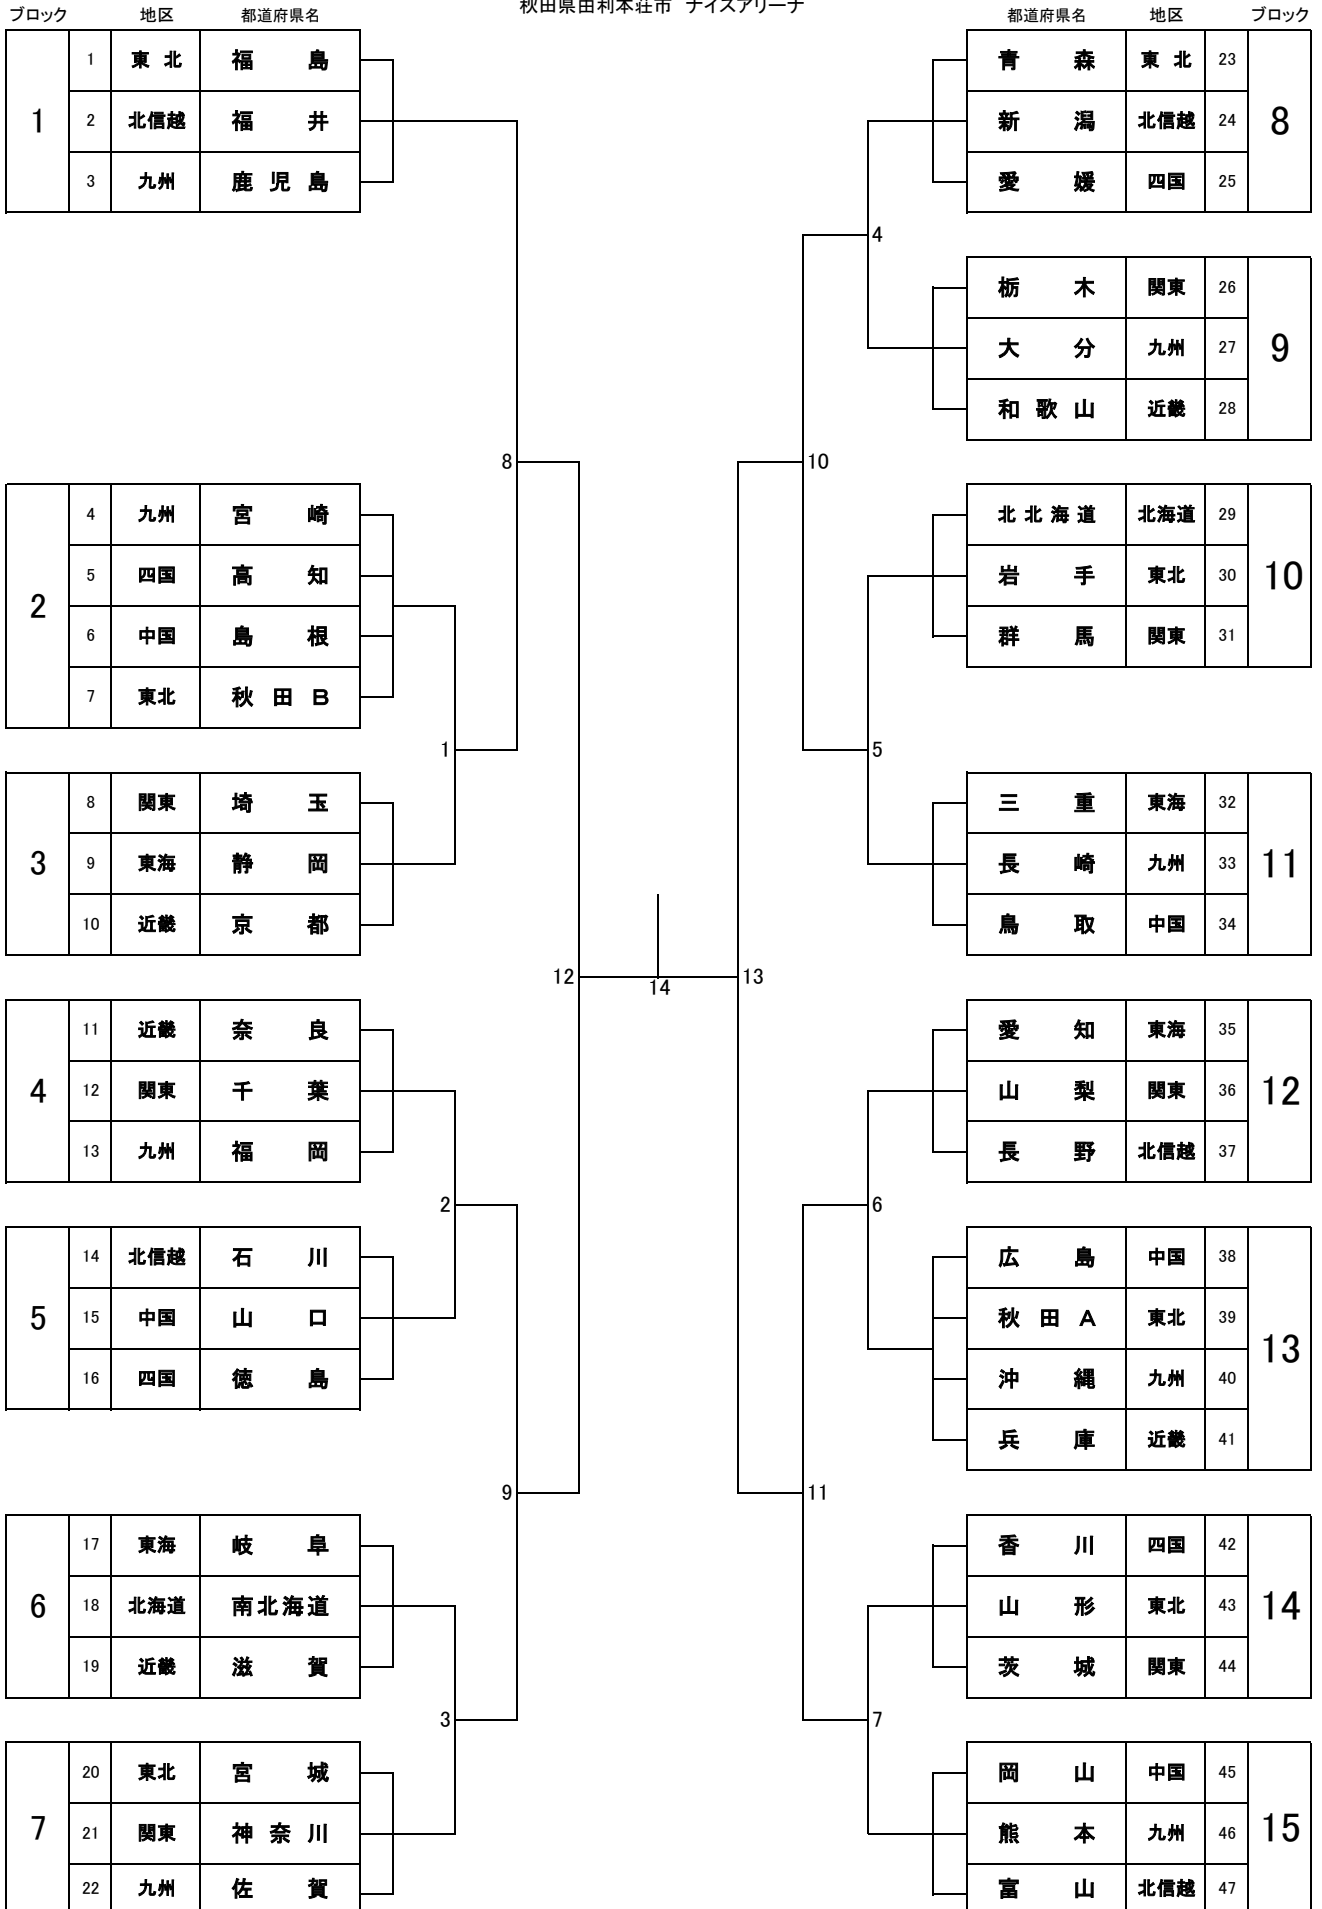 秋田県由利本荘市 ナイスアリーナ
ブロック 地区 都道府県名
1
1 東 北 福 島
2 北信越 福 井
3 九州 鹿 児 島
8
2
4 九州 宮 崎
5 四国 高 知
6 中国 島 根
7 東北 秋 田 B
1
3
8 関東 埼 玉
9 東海 静 岡
10 近畿 京 都
12
14
4
11 近畿 奈 良
12 関東 千 葉
13 九州 福 岡
2
5
14 北信越 石 川
15 中国 山 口
16 四国 徳 島
9
6
17 東海 岐 阜
18 北海道 南北海道
19 近畿 滋 賀
3
7
20 東北 宮 城
21 関東 神 奈 川
22 九州 佐 賀
都道府県名 地区 ブロック
青 森 東 北 23
新 潟 北信越 24
愛 媛 四国 25
8
4
栃 木 関東 26
大 分 九州 27
和 歌 山 近畿 28
9
10
北 北 海 道 北海道 29
岩 手 東北 30
群 馬 関東 31
10
5
三 重 東海 32
長 崎 九州 33
鳥 取 中国 34
11
13
愛 知 東海 35
山 梨 関東 36
長 野 北信越 37
12
6
広 島 中国 38
秋 田 A 東北 39
沖 縄 九州 40
兵 庫 近畿 41
13
11
香 川 四国 42
山 形 東北 43
茨 城 関東 44
14
7
岡 山 中国 45
熊 本 九州 46
富 山 北信越 47
15